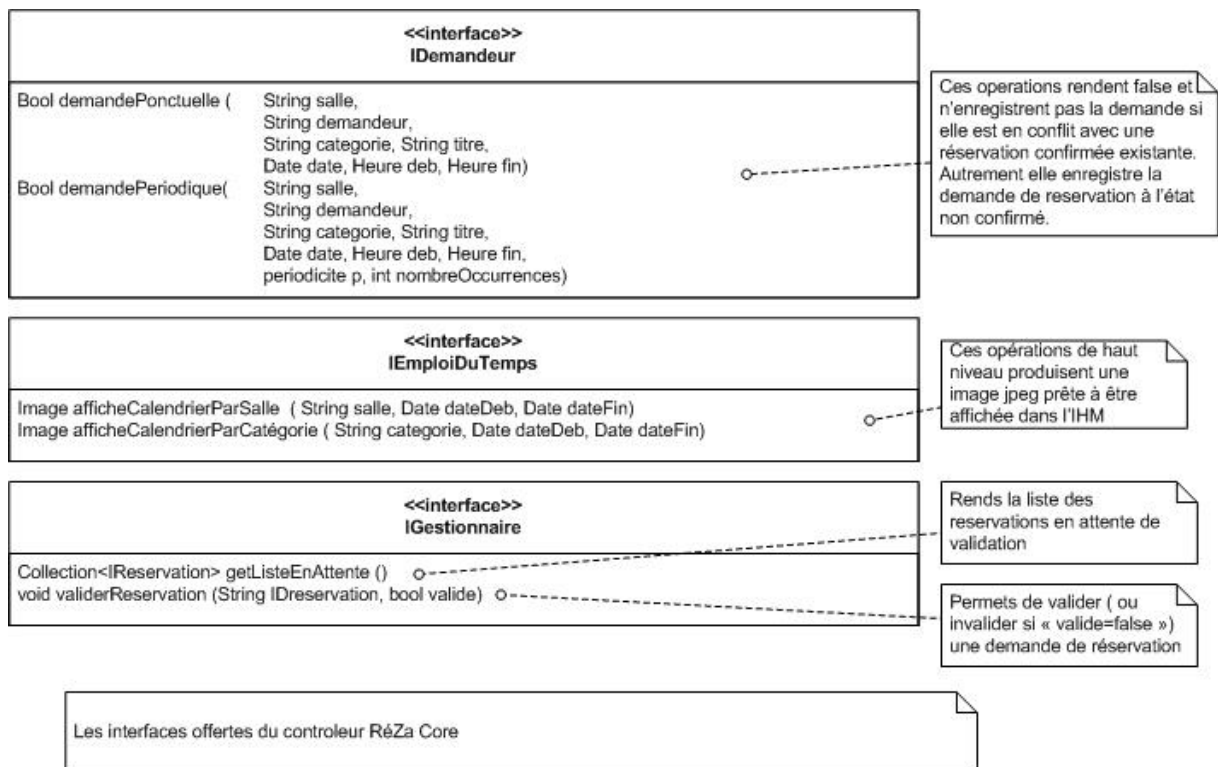 <<interface>>
IDemandeur
Bool demandePonctuelle ( String salle,
String demandeur,
String categorie, String titre,
Date date, Heure deb, Heure fin)
Bool demandePeriodique( String salle,
String demandeur,
String categorie, String titre,
Date date, Heure deb, Heure fin,
periodicite p, int nombreOccurrences)
Ces operations rendent false et
n'enregistrent pas la demande si
elle est en conflit avec une
réservation confirmée existante.
Autrement elle enregistre la
demande de reservation à l'état
non confirmé.
<<interface>>
IEmploiDuTemps
Image afficheCalendrierParSalle ( String salle, Date dateDeb, Date dateFin)
Image afficheCalendrierParCatégorie ( String categorie, Date dateDeb, Date dateFin)
Ces opérations de haut
niveau produisent une
image jpeg prête à être
affichée dans l'IHM
<<interface>>
IGestionnaire
Collection<IReservation> getListeEnAttente ()
void validerReservation (String IDreservation, bool valide)
Rends la liste des
reservations en attente de
validation
Permets de valider ( ou
invalider si « valide=false »)
une demande de réservation
Les interfaces offertes du controleur RéZa Core